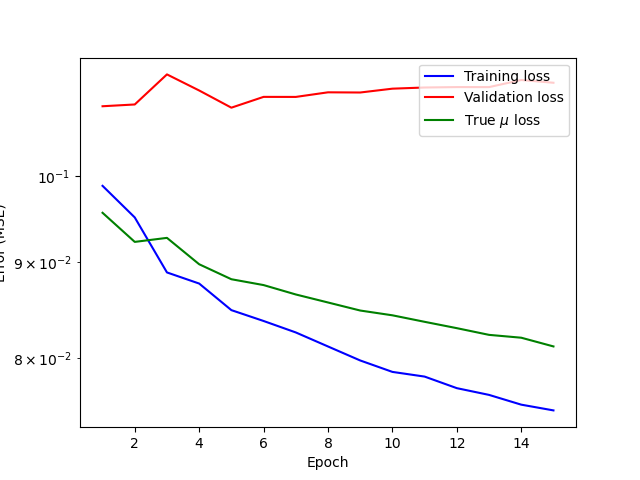 Training loss
Validation loss
True μ loss
10⁻¹
9 × 10⁻²
8 × 10⁻²
Error (MSE)
2 4 6 8 10 12 14
Epoch